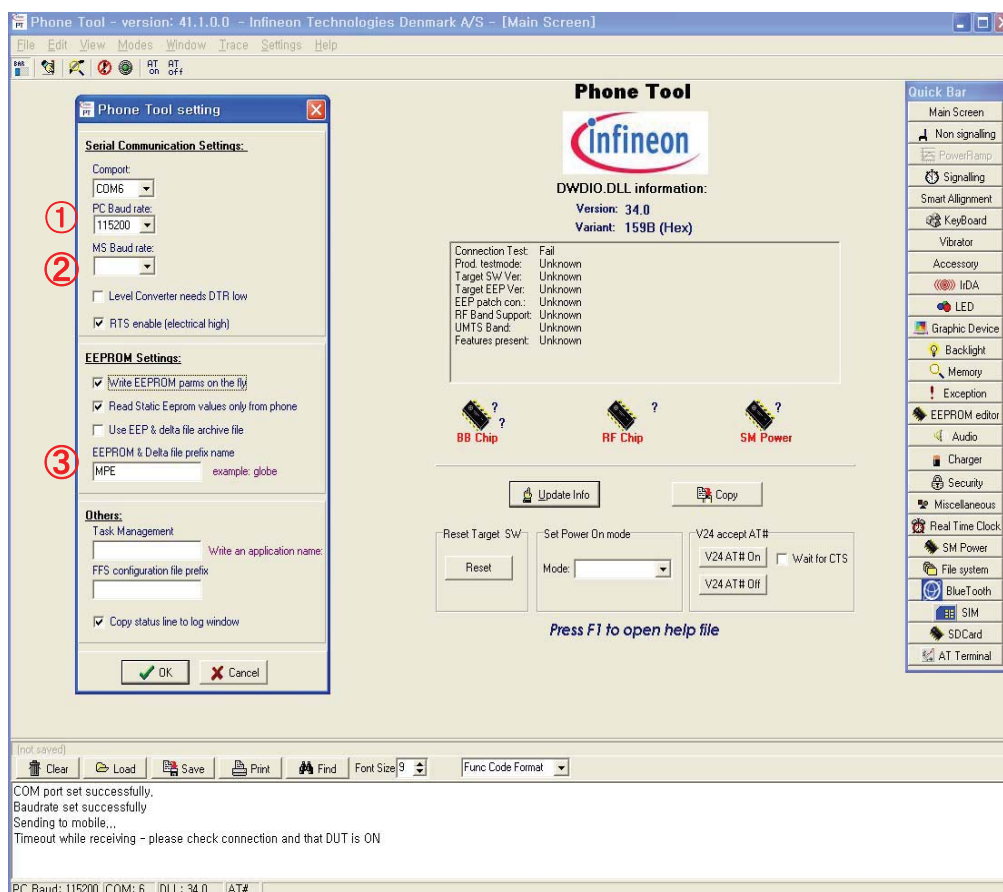 Phone Tool - version: 41.1.0.0 - Infineon Technologies Denmark A/S - [Main Screen]
File Edit View Modes Window Trace Settings Help
BAR AT on AT off
Phone Tool setting
Serial Communication Settings:
Comport:
COM6
① PC Baud rate:
115200
② MS Baud rate:
Level Converter needs DTR low
RTS enable (electrical high)
EEPROM Settings:
Write EEPROM parms on the fly
Read Static Eeprom values only from phone
Use EEP & delta file archive file
③ EEPROM & Delta file prefix name
MPE example: globe
Others:
Task Management
Write an application name:
FFS configuration file prefix
Copy status line to log window
OK Cancel
Phone Tool
infineon
DWDIO.DLL information:
Version: 34.0
Variant: 159B (Hex)
Connection Test: Fail
Prod. testmode: Unknown
Target SW Ver: Unknown
Target EEP Ver: Unknown
EEP patch con.: Unknown
RF Band Support: Unknown
UMTS Band: Unknown
Features present: Unknown
? ? ? ?
BB Chip RF Chip SM Power
Update Info Copy
Reset Target SW
Reset
Set Power On mode
Mode:
V24 accept AT#
V24 AT# On Wait for CTS
V24 AT# Off
Press F1 to open help file
Quick Bar
Main Screen
Non signalling
PowerRamp
Signalling
Smart Allignment
KeyBoard
Vibrator
Accessory
IrDA
LED
Graphic Device
Backlight
Memory
Exception
EEPROM editor
Audio
Charger
Security
Miscellaneous
Real Time Clock
SM Power
File system
BlueTooth
SIM
SDCard
AT Terminal
(not saved)
Clear Load Save Print Find Font Size 9 Func Code Format
COM port set successfully,
Baudrate set successfully
Sending to mobile,,,
Timeout while receiving - please check connection and that DUT is ON
PC Baud: 115200 COM: 6 DLL: 34.0 AT#